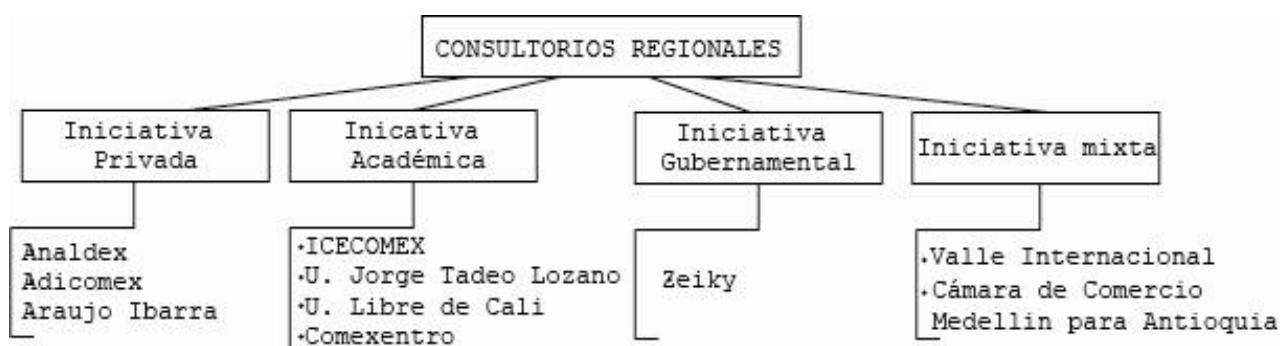 CONSULTORIOS REGIONALES
Iniciativa
Privada
Inicativa
Académica
Iniciativa
Gubernamental
Iniciativa mixta
Analdex
Adicomex
Araujo Ibarra
·ICECOMEX
·U. Jorge Tadeo Lozano
·U. Libre de Cali
·Comexentro
Zeiky
·Valle Internacional
·Cámara de Comercio
Medellin para Antioquia